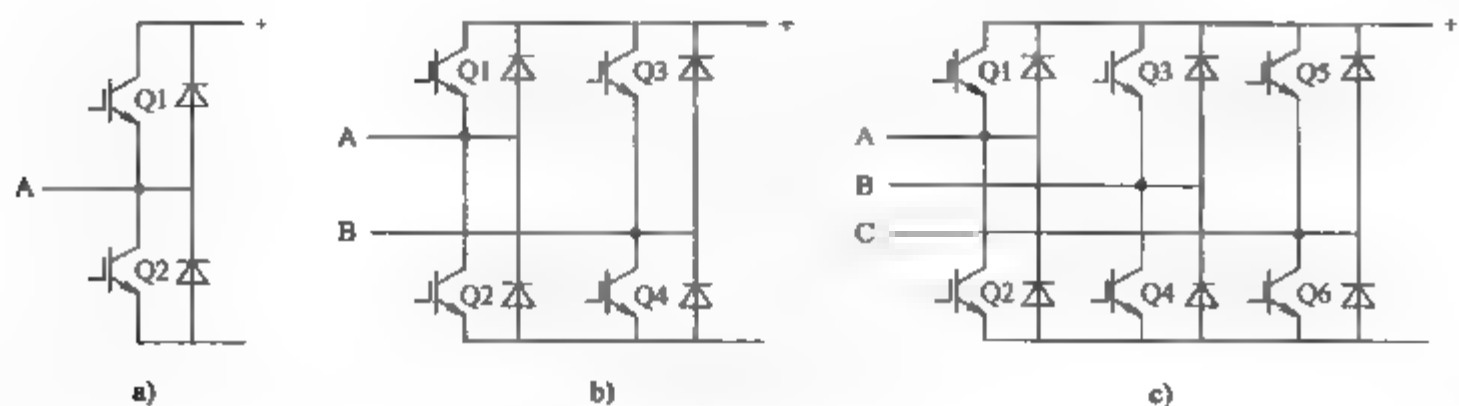 + + +
Q1 Q1 Q3 Q1 Q3 Q5
A A
A B
B C
Q2 Q2 Q4 Q2 Q4 Q6
a) b) c)